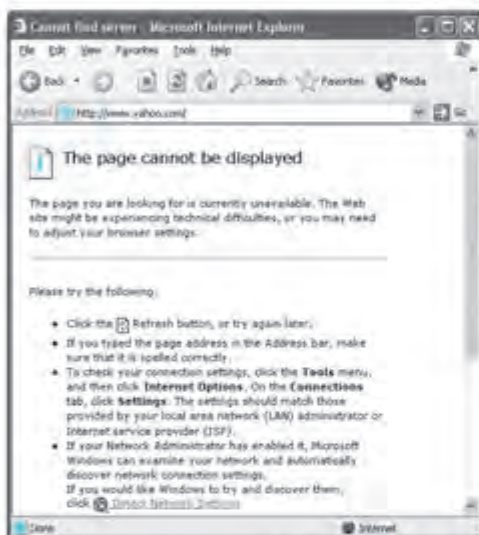 Cannot find server - Microsoft Internet Explorer
File Edit View Favorites Tools Help
Back Search Favorites Media
Address http://www.yahoo.com/ Go
The page cannot be displayed
The page you are looking for is currently unavailable. The Web
site might be experiencing technical difficulties, or you may need
to adjust your browser settings.
Please try the following:
• Click the Refresh button, or try again later.
• If you typed the page address in the Address bar, make
sure that it is spelled correctly.
• To check your connection settings, click the Tools menu,
and then click Internet Options. On the Connections
tab, click Settings. The settings should match those
provided by your local area network (LAN) administrator or
Internet service provider (ISP).
• If your Network Administrator has enabled it, Microsoft
Windows can examine your network and automatically
discover network connection settings.
If you would like Windows to try and discover them,
click Detect Network Settings
Done Internet